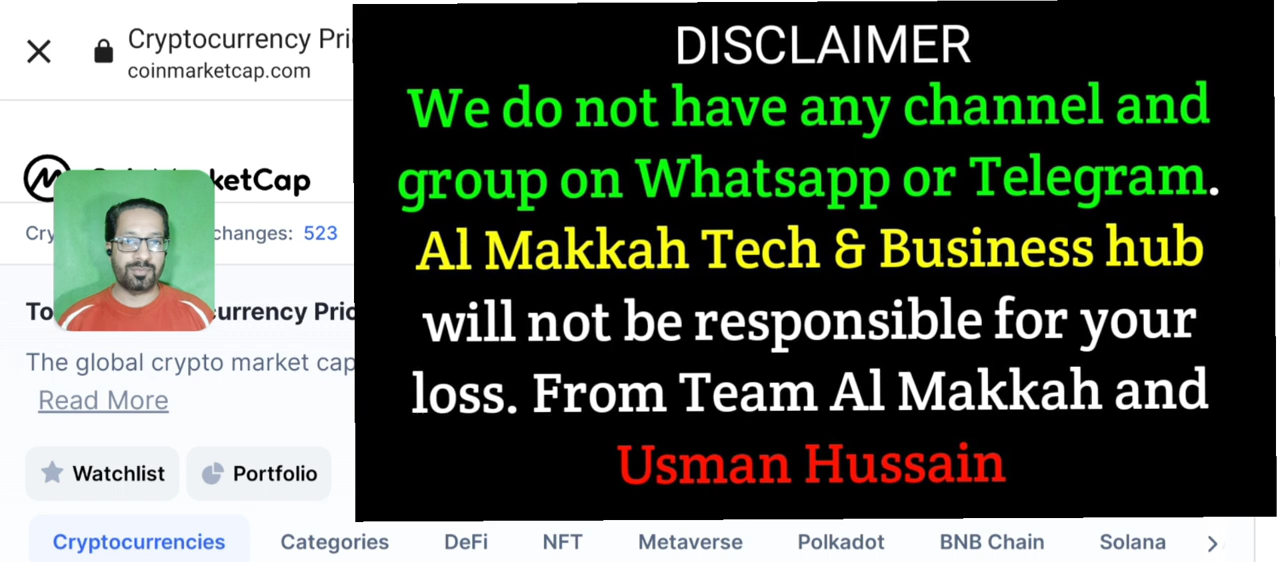 Cryptocurrency Pri
coinmarketcap.com
ketCap
Cry changes: 523
To urrency Pric
The global crypto market cap
Read More
Watchlist Portfolio
Cryptocurrencies Categories DeFi NFT Metaverse Polkadot BNB Chain Solana
DISCLAIMER
We do not have any channel and
group on Whatsapp or Telegram.
Al Makkah Tech & Business hub
will not be responsible for your
loss. From Team Al Makkah and
Usman Hussain